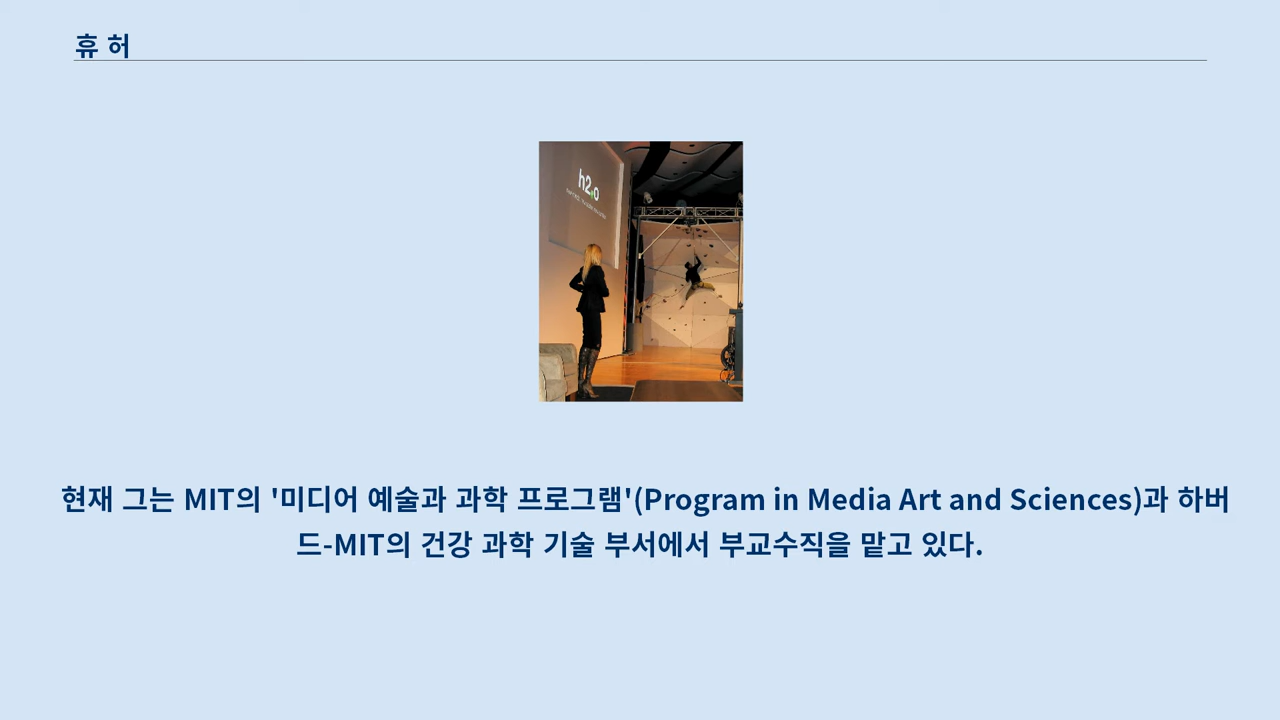 휴 허
h2.0
현재 그는 MIT의 '미디어 예술과 과학 프로그램'(Program in Media Art and Sciences)과 하버
드-MIT의 건강 과학 기술 부서에서 부교수직을 맡고 있다.